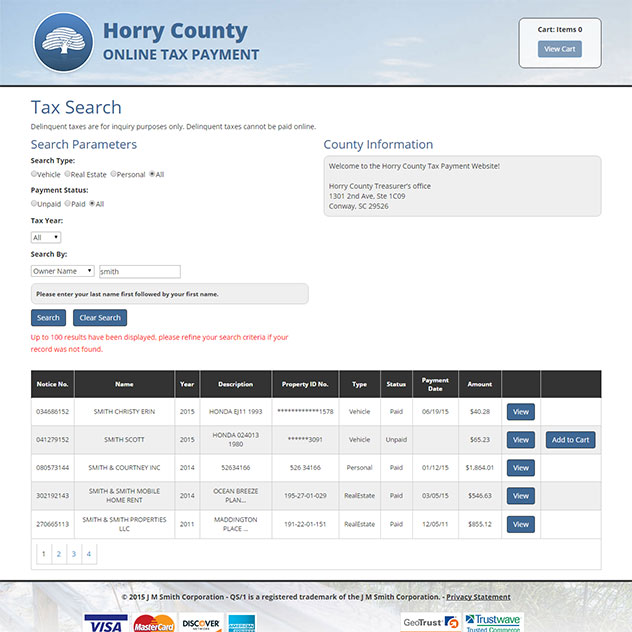 Horry County
ONLINE TAX PAYMENT
Cart: Items 0
View Cart
Tax Search
Delinquent taxes are for inquiry purposes only. Delinquent taxes cannot be paid online.
Search Parameters
Search Type:
Vehicle Real Estate Personal All
Payment Status:
Unpaid Paid All
Tax Year:
All
Search By:
Owner Name smith
Please enter your last name first followed by your first name.
Search Clear Search
Up to 100 results have been displayed, please refine your search criteria if your
record was not found.
County Information
Welcome to the Horry County Tax Payment Website!
Horry County Treasurer's office
1301 2nd Ave, Ste 1C09
Conway, SC 29526
Notice No. Name Year Description Property ID No. Type Status Payment Date Amount
034686152 SMITH CHRISTY ERIN 2015 HONDA EJ11 1993 ************1578 Vehicle Paid 06/19/15 $40.28 View
041279152 SMITH SCOTT 2015 HONDA 024013 1980 ******3091 Vehicle Unpaid $65.23 View Add to Cart
080573144 SMITH & COURTNEY INC 2014 52634166 526 34166 Personal Paid 01/12/15 $1,864.01 View
302192143 SMITH & SMITH MOBILE HOME RENT 2014 OCEAN BREEZE PLAN... 195-27-01-029 RealEstate Paid 03/05/15 $546.63 View
270665113 SMITH & SMITH PROPERTIES LLC 2011 MADDINGTON PLACE ... 191-22-01-151 RealEstate Paid 12/05/11 $855.12 View
1 2 3 4
© 2015 J M Smith Corporation - QS/1 is a registered trademark of the J M Smith Corporation. - Privacy Statement
VISA MasterCard DISCOVER NETWORK AMERICAN EXPRESS GeoTrust Trustwave
Trusted Commerce